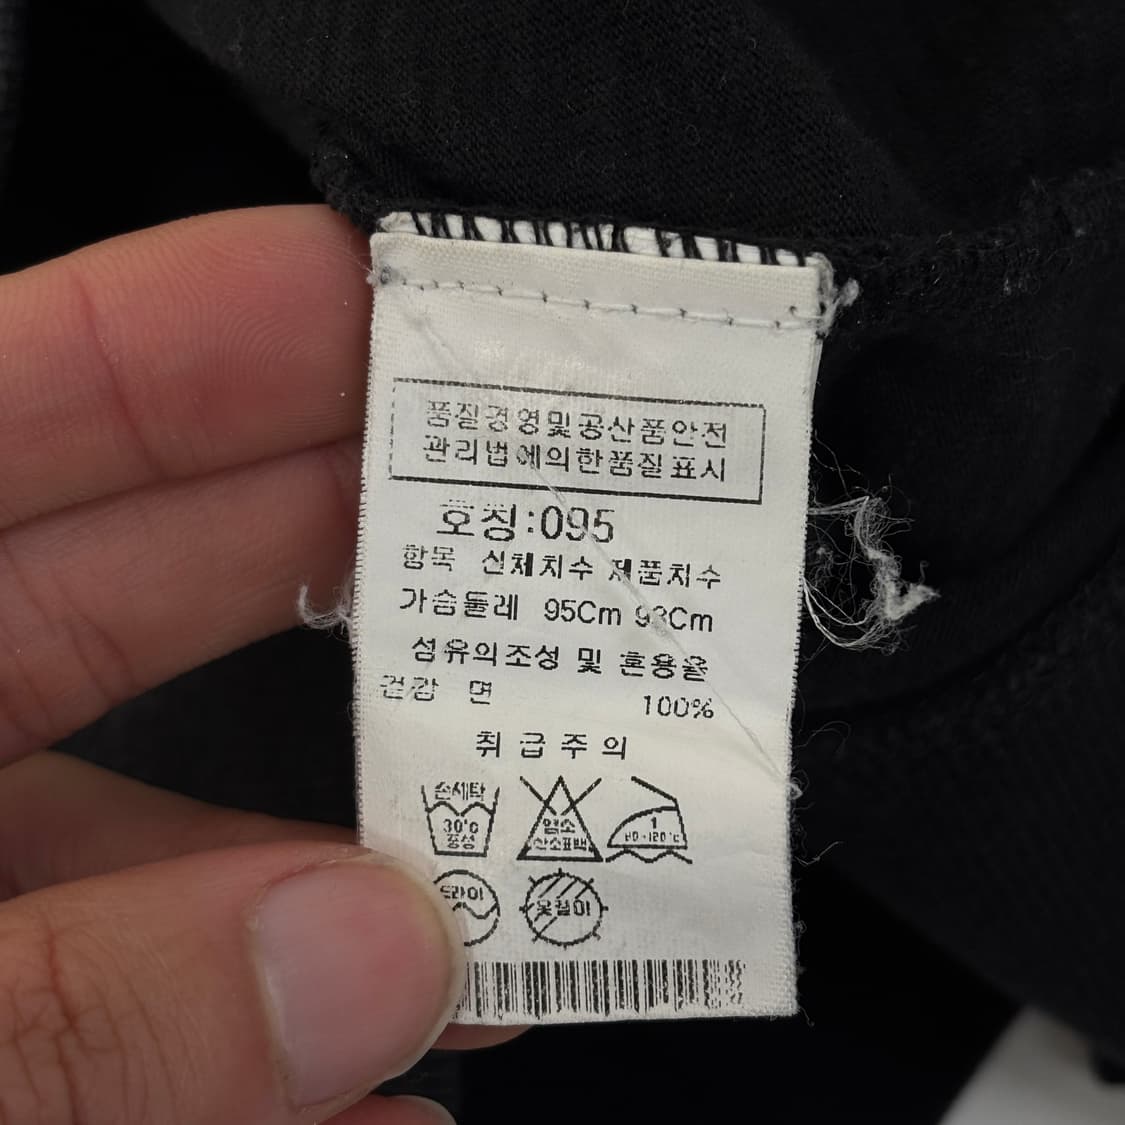 품질경영및공산품안전
관리법에의한품질표시
호칭:095
항목 신체치수 제품치수
가슴둘레 95Cm 93Cm
섬유의조성 및 혼용율
겉감 면 100%
취급주의
손세탁
30'c
중성
염소
산소표백
1
80~120'c
드라이
옷걸이